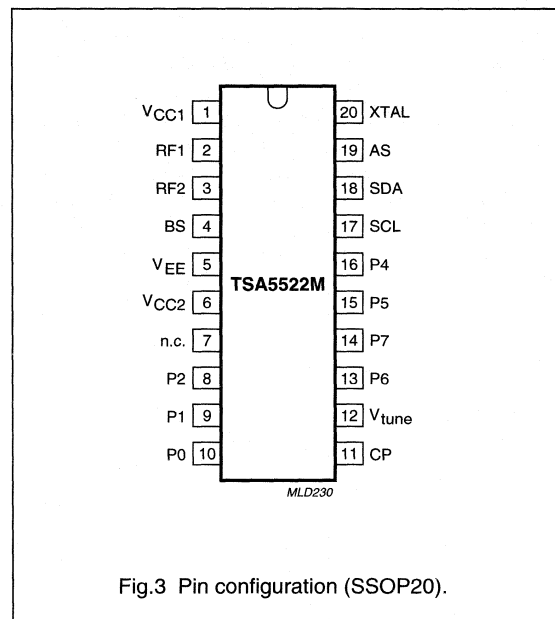 VCC1 1 20 XTAL
RF1 2 19 AS
RF2 3 18 SDA
BS 4 17 SCL
VEE 5 16 P4
TSA5522M
VCC2 6 15 P5
n.c. 7 14 P7
P2 8 13 P6
P1 9 12 Vtune
P0 10 11 CP
MLD230
Fig.3 Pin configuration (SSOP20).